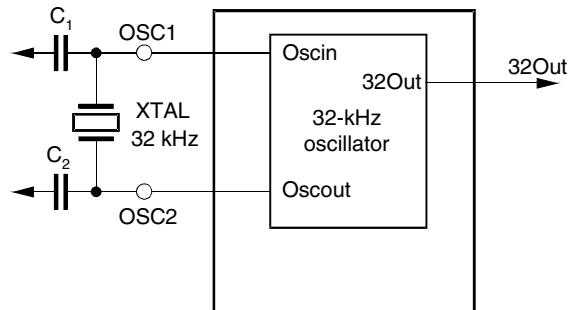 C1
OSC1
Oscin
32Out
32Out
XTAL
32 kHz
32-kHz
oscillator
C2
Oscout
OSC2